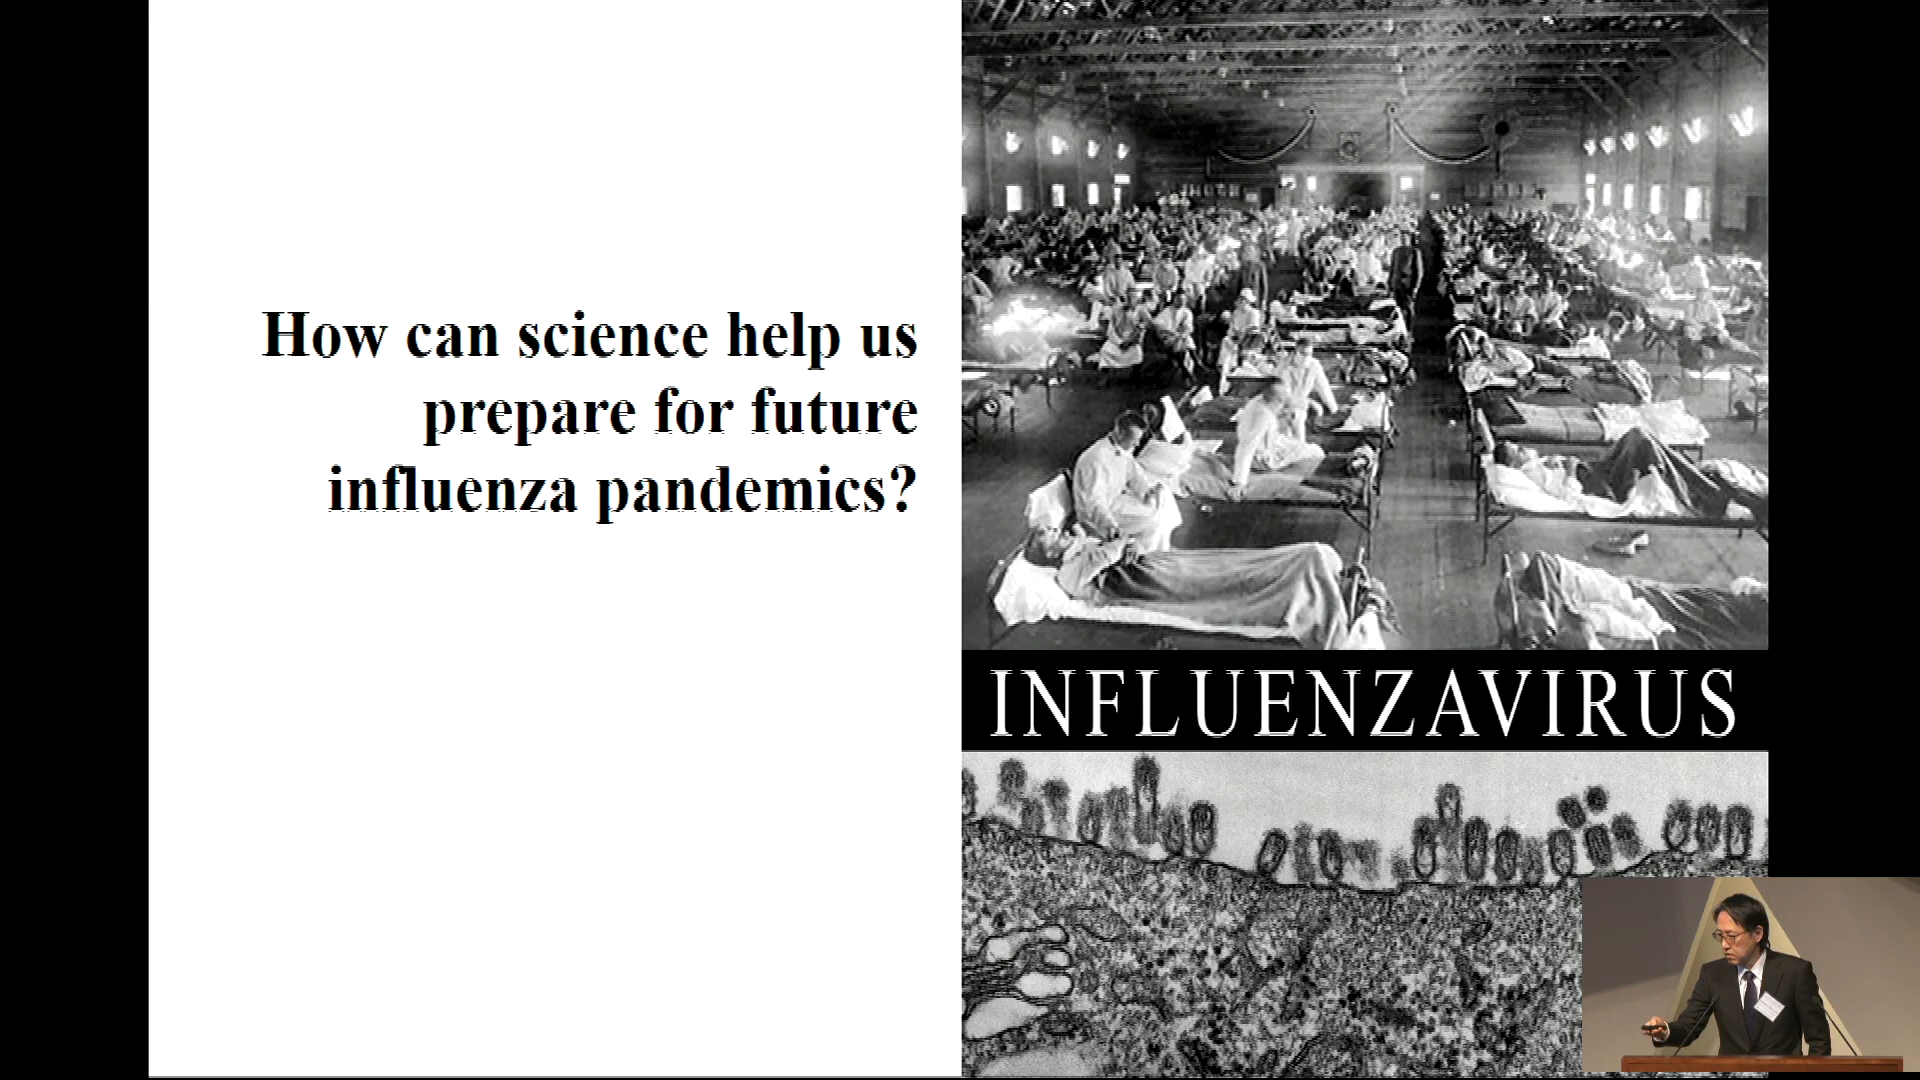 How can science help us
prepare for future
influenza pandemics?
INFLUENZAVIRUS